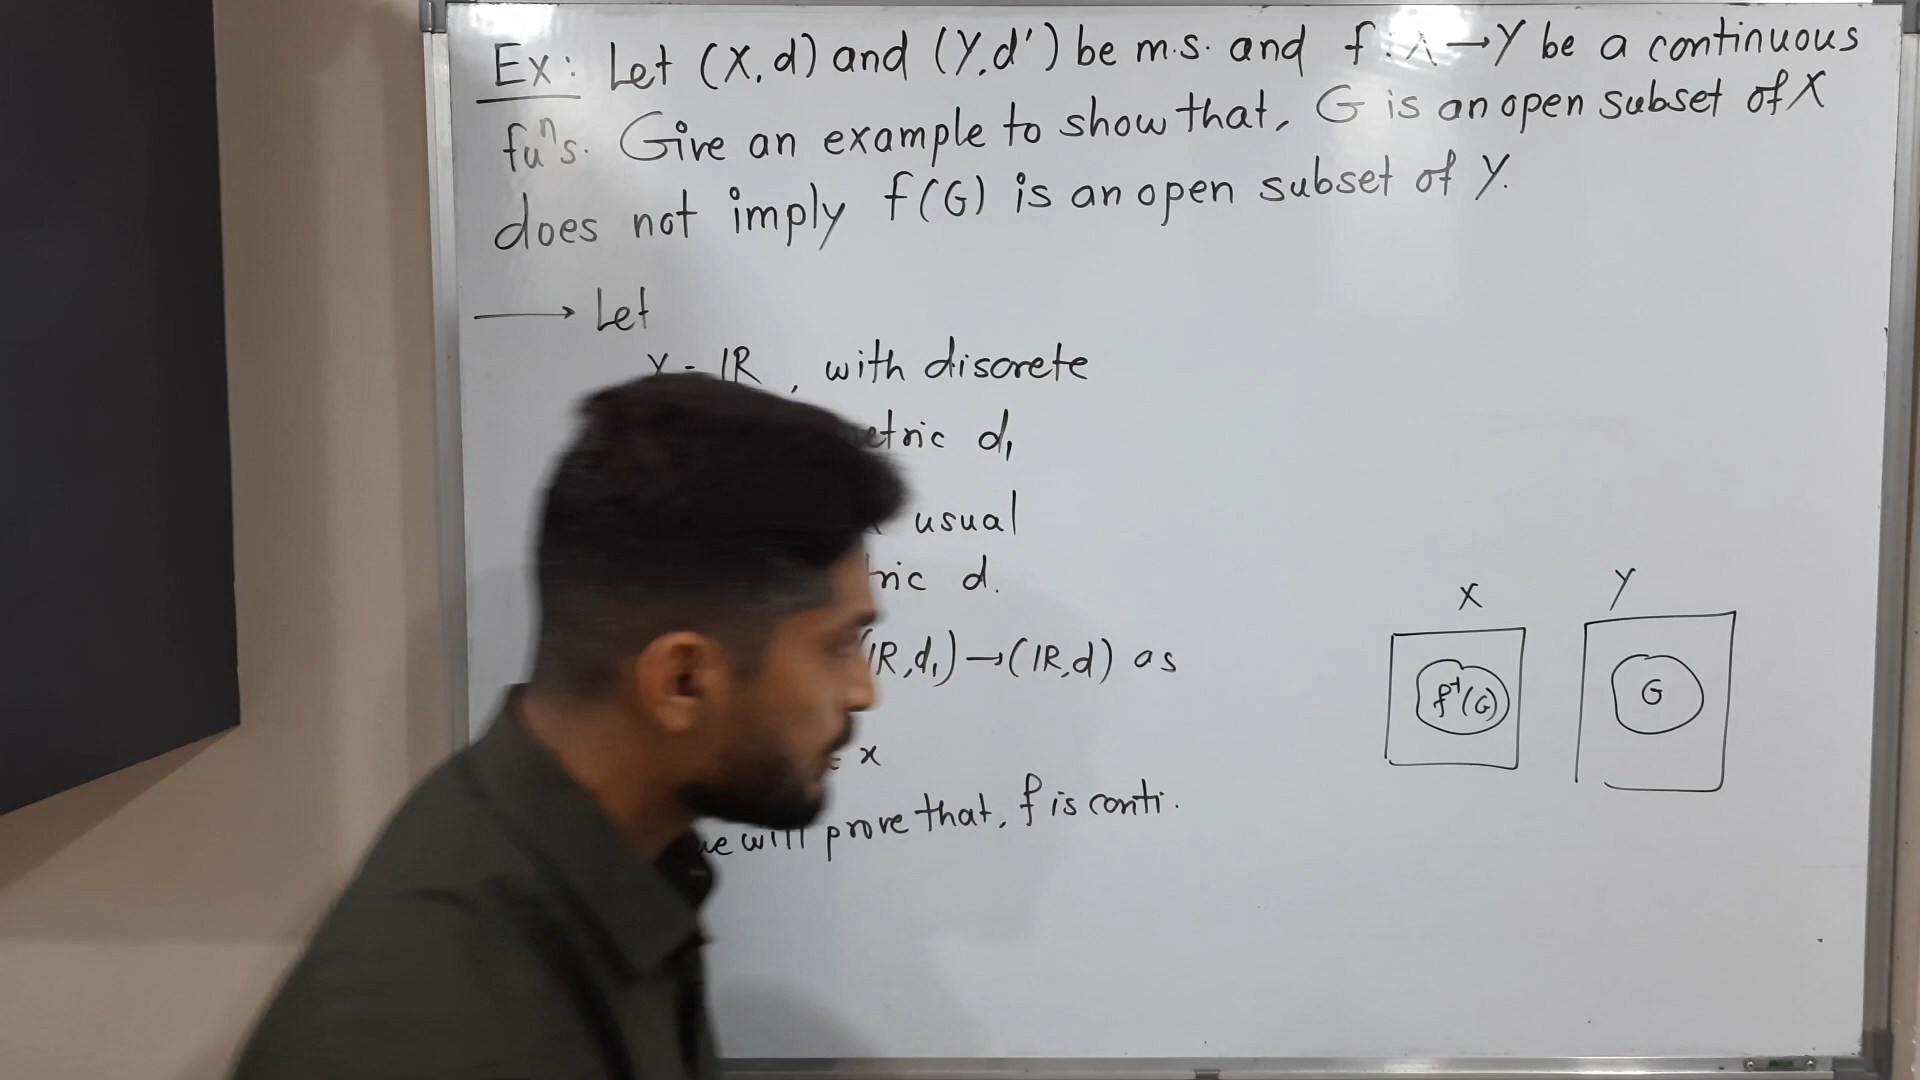 Ex: Let (X,d) and (Y,d') be m.s. and f: X→Y be a continuous
fuⁿs. Give an example to show that, G is an open subset of X
does not imply f(G) is an open subset of Y.
→ Let
X = IR, with discrete
etric d₁
usual
ric d.
(IR,d₁)→(IR,d) as
= x
we will prove that, f is conti.
X Y
f⁻¹(G) G